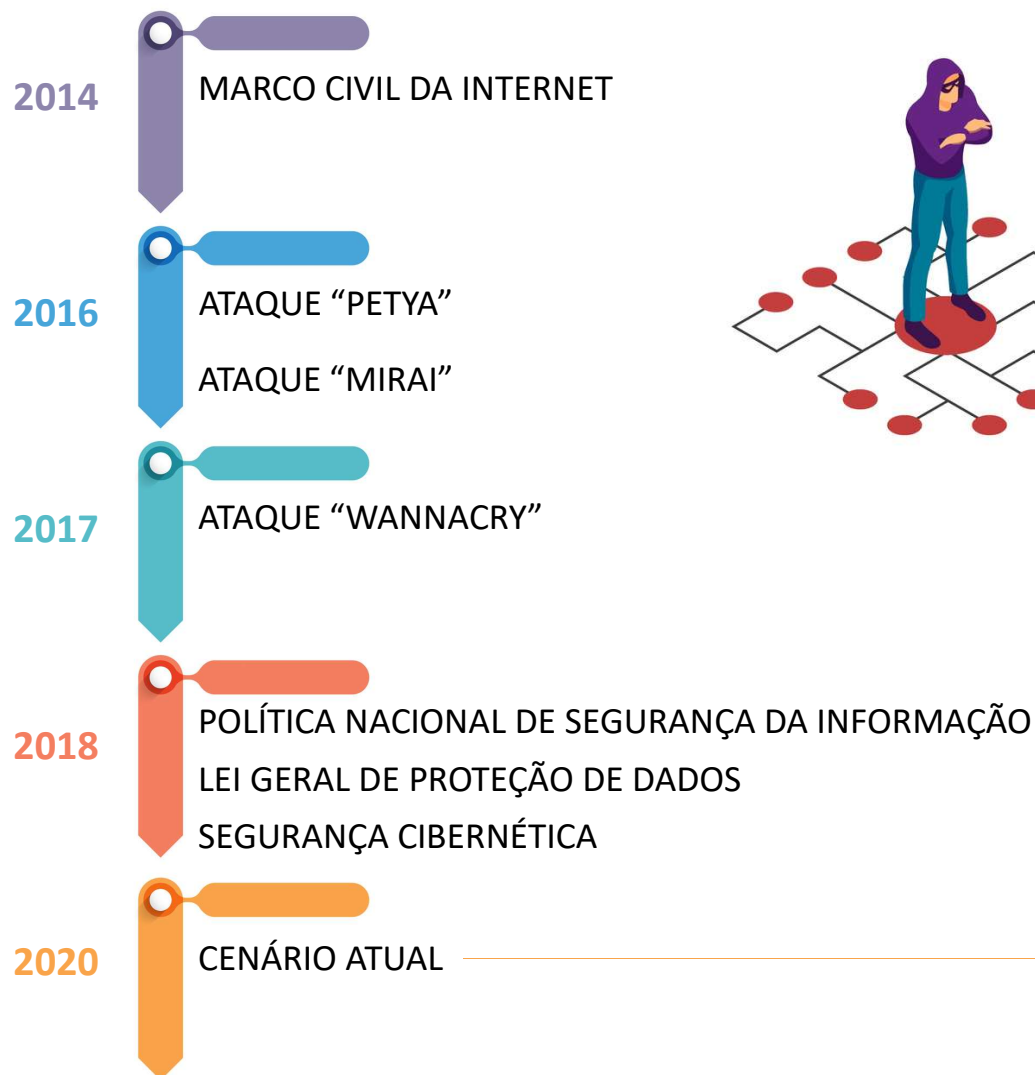 2014
MARCO CIVIL DA INTERNET
2016
ATAQUE “PETYA”
ATAQUE “MIRAI”
2017
ATAQUE “WANNACRY”
2018
POLÍTICA NACIONAL DE SEGURANÇA DA INFORMAÇÃO
LEI GERAL DE PROTEÇÃO DE DADOS
SEGURANÇA CIBERNÉTICA
2020
CENÁRIO ATUAL